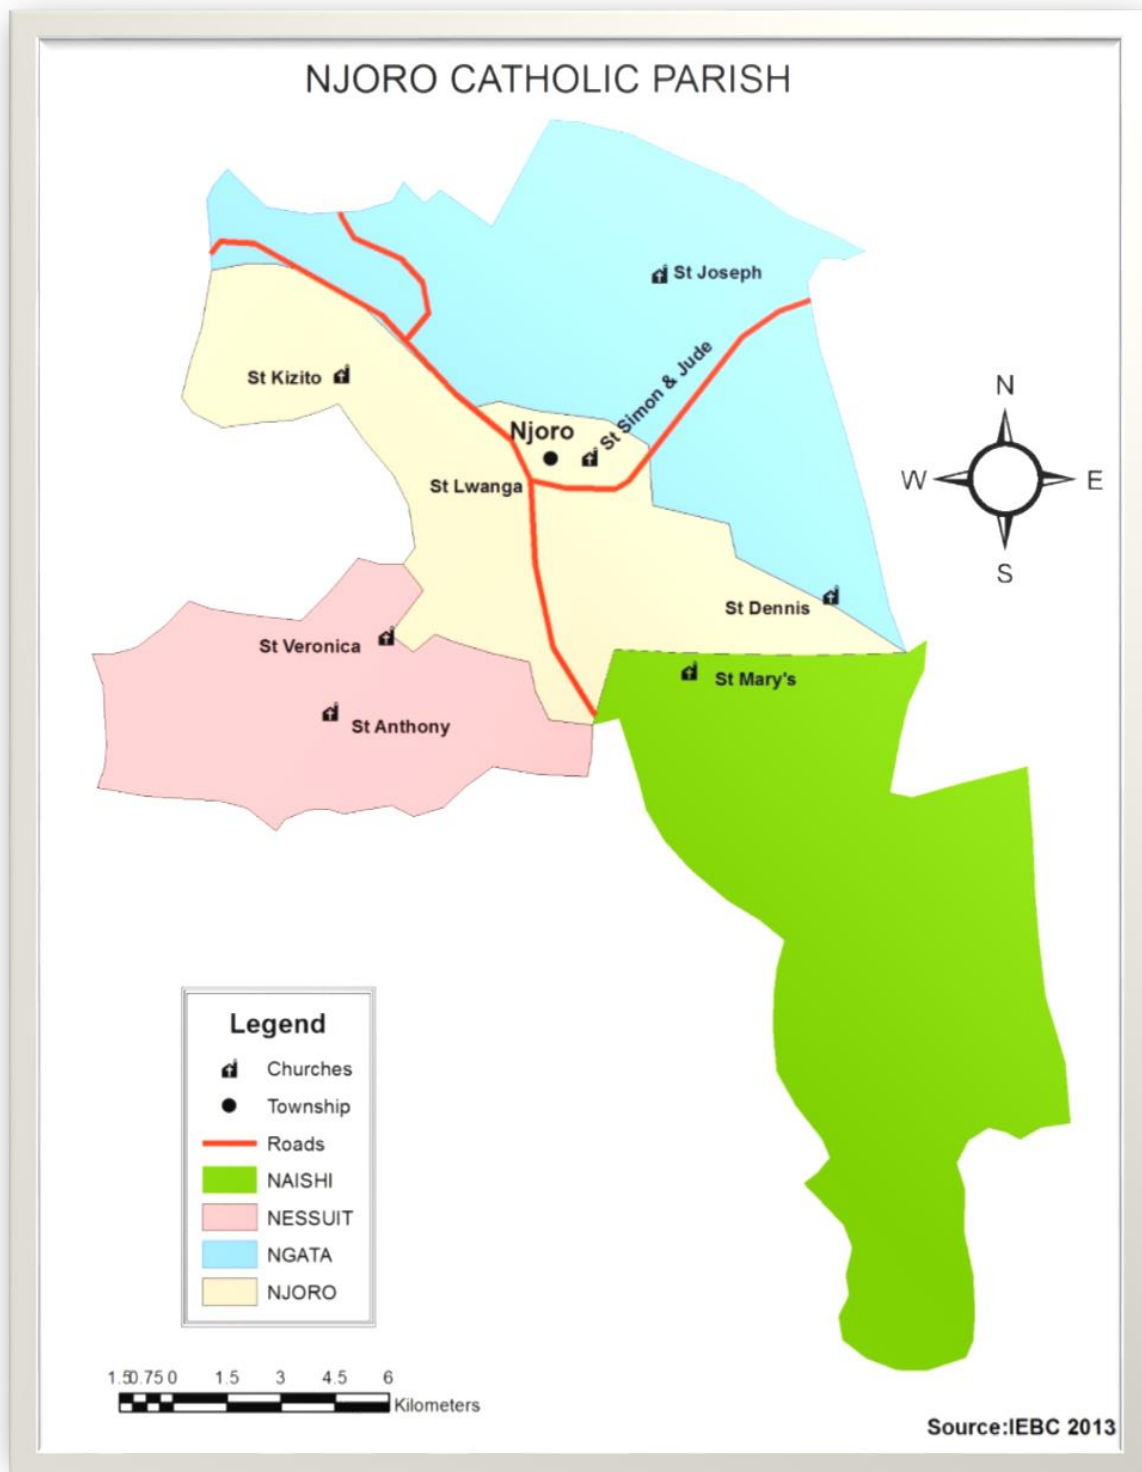 NJORO CATHOLIC PARISH
St Joseph
St Simon & Jude
St Kizito
Njoro
St Lwanga
N
W
E
S
St Dennis
St Veronica
St Mary's
St Anthony
Legend
Churches
Township
Roads
NAISHI
NESSUIT
NGATA
NJORO
1.50.75 0 1.5 3 4.5 6
Kilometers
Source:IEBC 2013